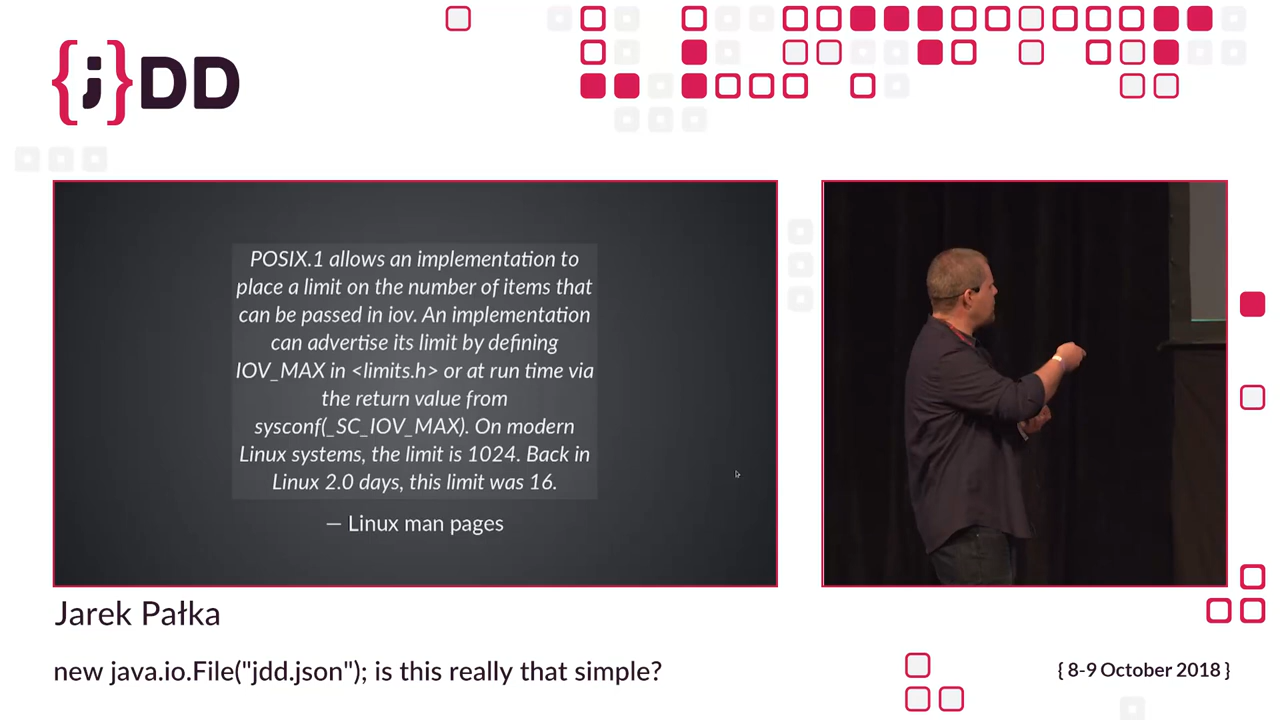 {j}DD
POSIX.1 allows an implementation to
place a limit on the number of items that
can be passed in iov. An implementation
can advertise its limit by defining
IOV_MAX in <limits.h> or at run time via
the return value from
sysconf(_SC_IOV_MAX). On modern
Linux systems, the limit is 1024. Back in
Linux 2.0 days, this limit was 16.
— Linux man pages
Jarek Pałka
new java.io.File("jdd.json"); is this really that simple?
{ 8-9 October 2018 }